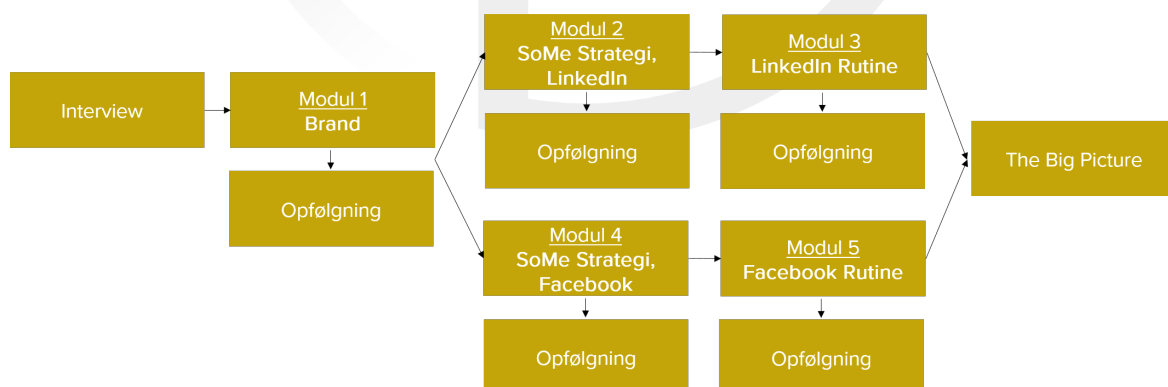 Interview
Modul 1
Brand
Opfølgning
Modul 2
SoMe Strategi,
LinkedIn
Opfølgning
Modul 3
LinkedIn Rutine
Opfølgning
Modul 4
SoMe Strategi,
Facebook
Opfølgning
Modul 5
Facebook Rutine
Opfølgning
The Big Picture